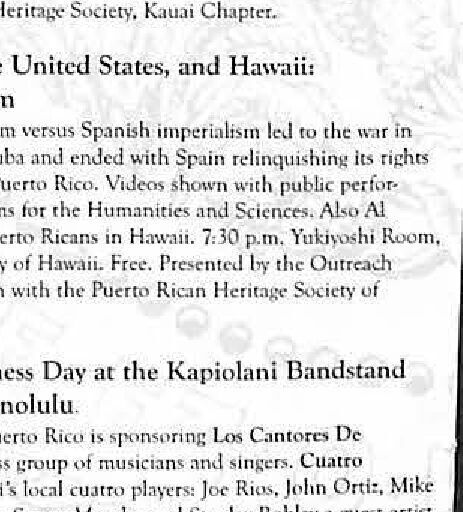 Heritage Society, Kauai Chapter.
e United States, and Hawaii:
m versus Spanish imperialism led to the war in
uba and ended with Spain relinquishing its rights
Puerto Rico. Videos shown with public perfor-
ns for the Humanities and Sciences. Also Al
erto Ricans in Hawaii. 7:30 p.m. Yukiyoshi Room,
y of Hawaii. Free. Presented by the Outreach
n with the Puerto Rican Heritage Society of
ness Day at the Kapiolani Bandstand
nolulu.
uerto Rico is sponsoring Los Cantores De
ss group of musicians and singers. Cuatro
i's local cuatro players: Joe Rios, John Ortiz, Mike